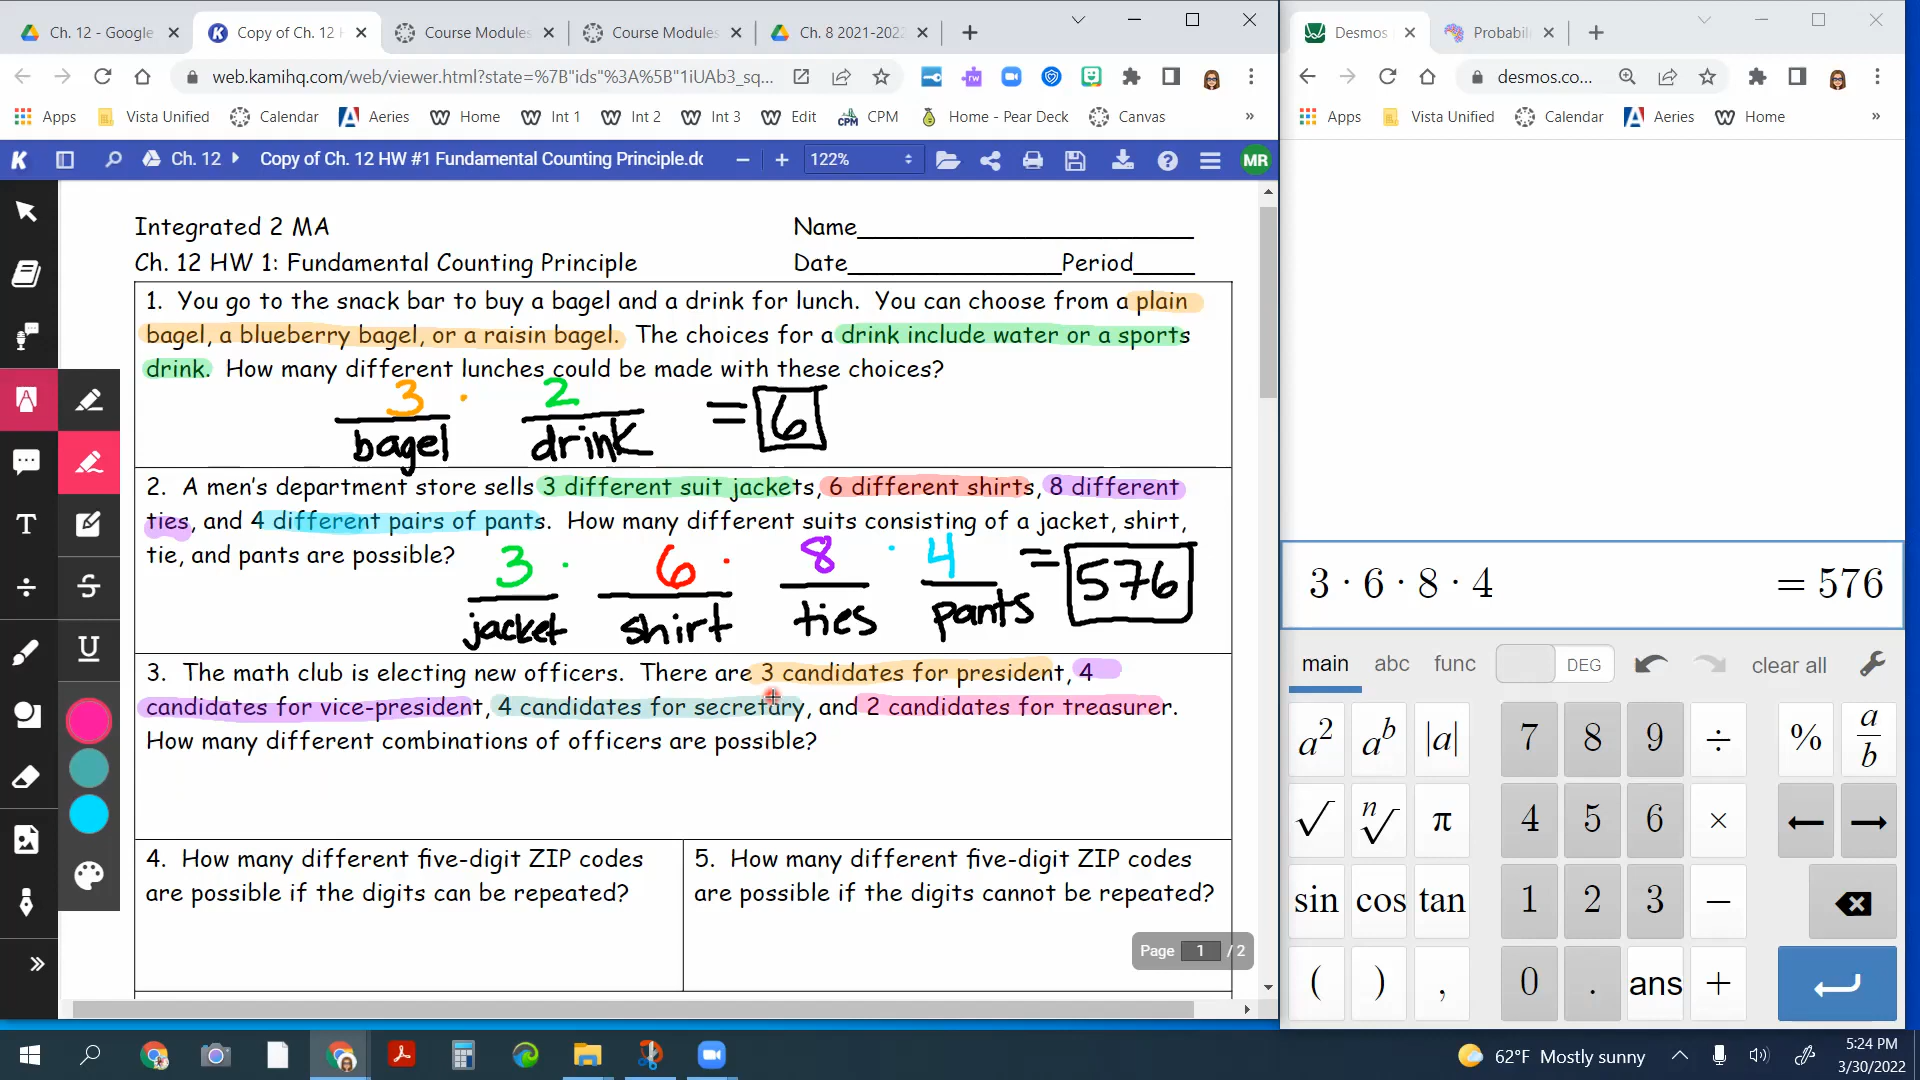 Ch. 12 - Google
Copy of Ch. 12 H
Course Modules
Course Modules
Ch. 8 2021-2022
Desmos
Probabil
web.kamihq.com/web/viewer.html?state=%7B"ids"%3A%5B"1iUAb3_sq...
desmos.co...
Apps
Vista Unified
Calendar
Aeries
Home
Int 1
Int 2
Int 3
Edit
CPM
CPM
Home - Pear Deck
Canvas
»
Apps
Vista Unified
Calendar
Aeries
Home
»
K
Ch. 12
Copy of Ch. 12 HW #1 Fundamental Counting Principle.dc
122%
MR
Integrated 2 MA
Name
Ch. 12 HW 1: Fundamental Counting Principle
Date Period
1. You go to the snack bar to buy a bagel and a drink for lunch. You can choose from a plain
bagel, a blueberry bagel, or a raisin bagel. The choices for a drink include water or a sports
drink. How many different lunches could be made with these choices?
3 · 2 = 6
bagel drink
2. A men's department store sells 3 different suit jackets, 6 different shirts, 8 different
ties, and 4 different pairs of pants. How many different suits consisting of a jacket, shirt,
tie, and pants are possible?
3 · 6 · 8 · 4 = 576
jacket shirt ties pants
3. The math club is electing new officers. There are 3 candidates for president, 4
candidates for vice-president, 4 candidates for secretary, and 2 candidates for treasurer.
How many different combinations of officers are possible?
4. How many different five-digit ZIP codes
are possible if the digits can be repeated?
5. How many different five-digit ZIP codes
are possible if the digits cannot be repeated?
Page 1 / 2
3 · 6 · 8 · 4 = 576
main abc func DEG clear all
a² aᵇ |a| 7 8 9 ÷ % a/b
√ ⁿ√ π 4 5 6 × ← →
sin cos tan 1 2 3 −
( ) , 0 . ans +
62°F Mostly sunny
5:24 PM
3/30/2022